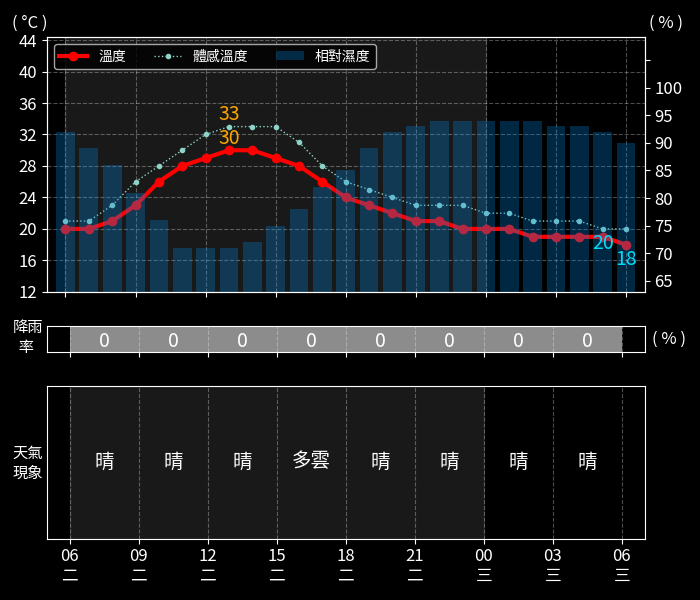 ( °C )
( % )
溫度
體感溫度
相對濕度
44
40
36
32
28
24
20
16
12
100
95
90
85
80
75
70
65
33
30
20
18
降雨
率
0 0 0 0 0 0 0 0
( % )
天氣
現象
晴 晴 晴 多雲 晴 晴 晴 晴
06 09 12 15 18 21 00 03 06
二 二 二 二 二 二 三 三 三